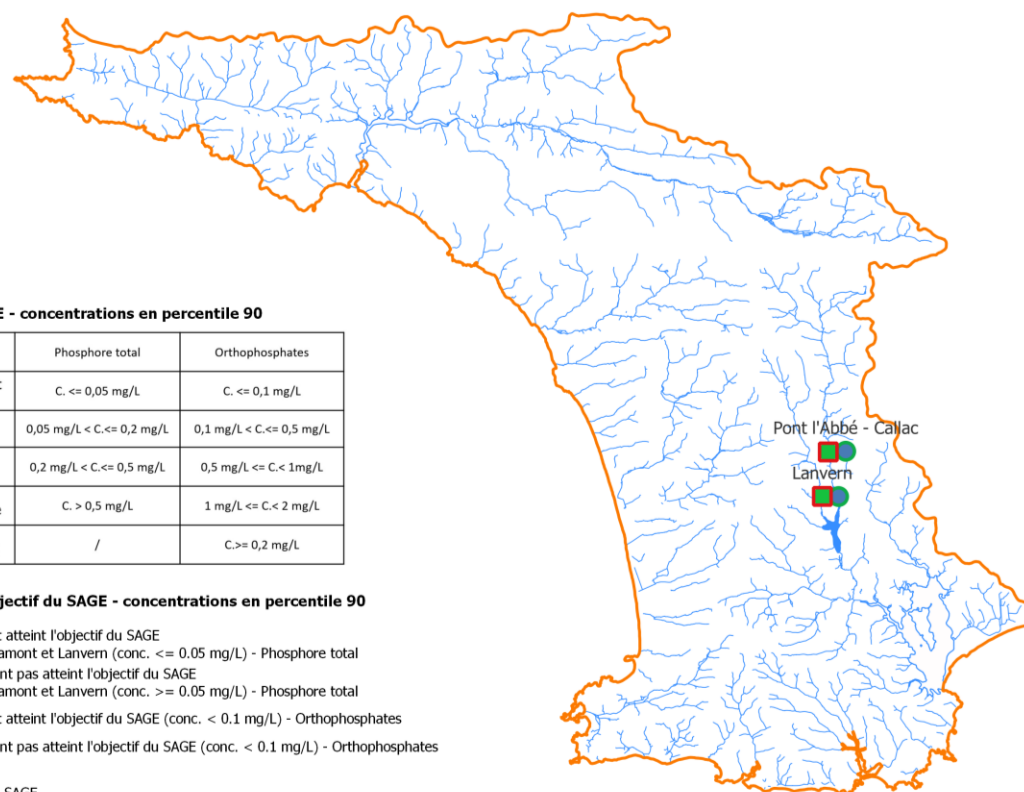 Pont l'Abbé - Callac
Lanvern
E - concentrations en percentile 90
Phosphore total
Orthophosphates
C. <= 0,05 mg/L
C. <= 0,1 mg/L
0,05 mg/L < C.<= 0,2 mg/L
0,1 mg/L < C.<= 0,5 mg/L
0,2 mg/L < C.<= 0,5 mg/L
0,5 mg/L <= C.< 1mg/L
C. > 0,5 mg/L
1 mg/L <= C.< 2 mg/L
/
C.>= 0,2 mg/L
jectif du SAGE - concentrations en percentile 90
t atteint l'objectif du SAGE
amont et Lanvern (conc. <= 0.05 mg/L) - Phosphore total
nt pas atteint l'objectif du SAGE
amont et Lanvern (conc. >= 0.05 mg/L) - Phosphore total
t atteint l'objectif du SAGE (conc. < 0.1 mg/L) - Orthophosphates
nt pas atteint l'objectif du SAGE (conc. < 0.1 mg/L) - Orthophosphates
SAGE